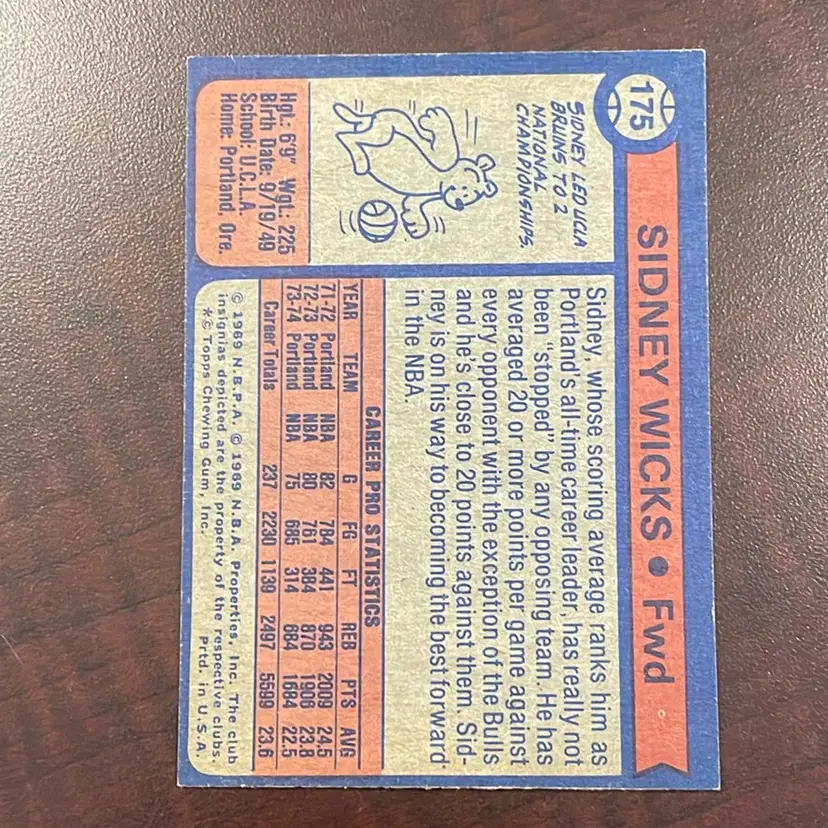 175
SIDNEY WICKS • Fwd
SIDNEY LED UCLA
BRUINS TO 2
NATIONAL
CHAMPIONSHIPS.
Hgt: 6'9" Wgt: 225
Birth Date: 9/19/49
School: U.C.L.A.
Home: Portland, Ore.
Sidney, whose scoring average ranks him as
Portland's all-time career leader, has really not
been "stopped" by any opposing team. He has
averaged 20 or more points per game against
every opponent with the exception of the Bulls
and he's close to 20 points against them. Sid-
ney is on his way to becoming the best forward
in the NBA.
CAREER PRO STATISTICS
YEAR TEAM G FG FT REB PTS AVG
71-72 Portland NBA 82 784 441 943 2009 24.5
72-73 Portland NBA 80 761 384 870 1906 23.8
73-74 Portland NBA 75 685 314 684 1684 22.5
Career Totals 237 2230 1139 2497 5599 23.6
© 1969 N.B.P.A. © 1969 N.B.A. Properties, Inc. The club
insignias depicted are the property of the respective clubs.
*© Topps Chewing Gum, Inc. Prtd. in U.S.A.